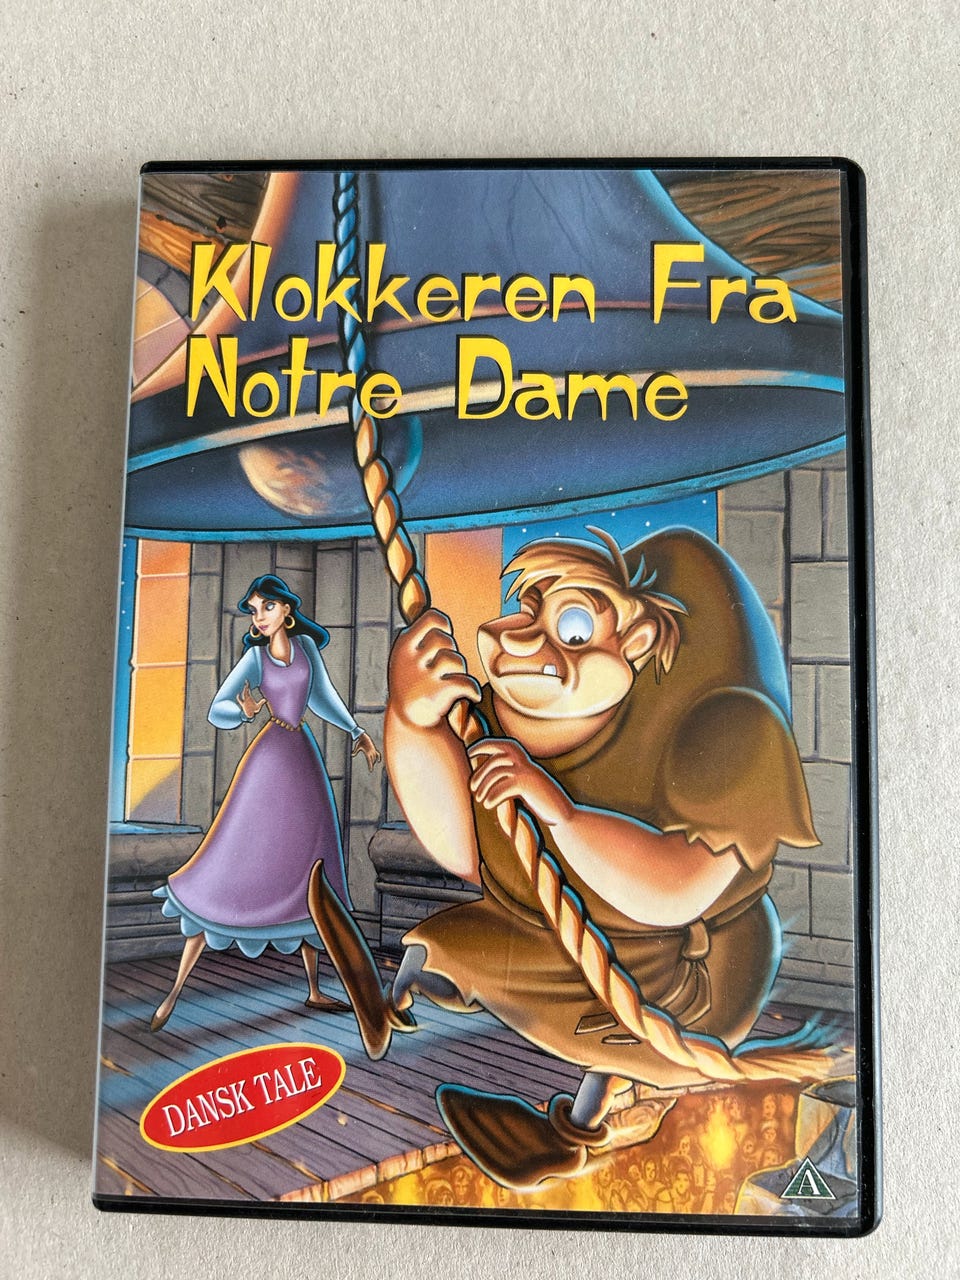 Klokkeren Fra
Notre Dame
DANSK TALE
A